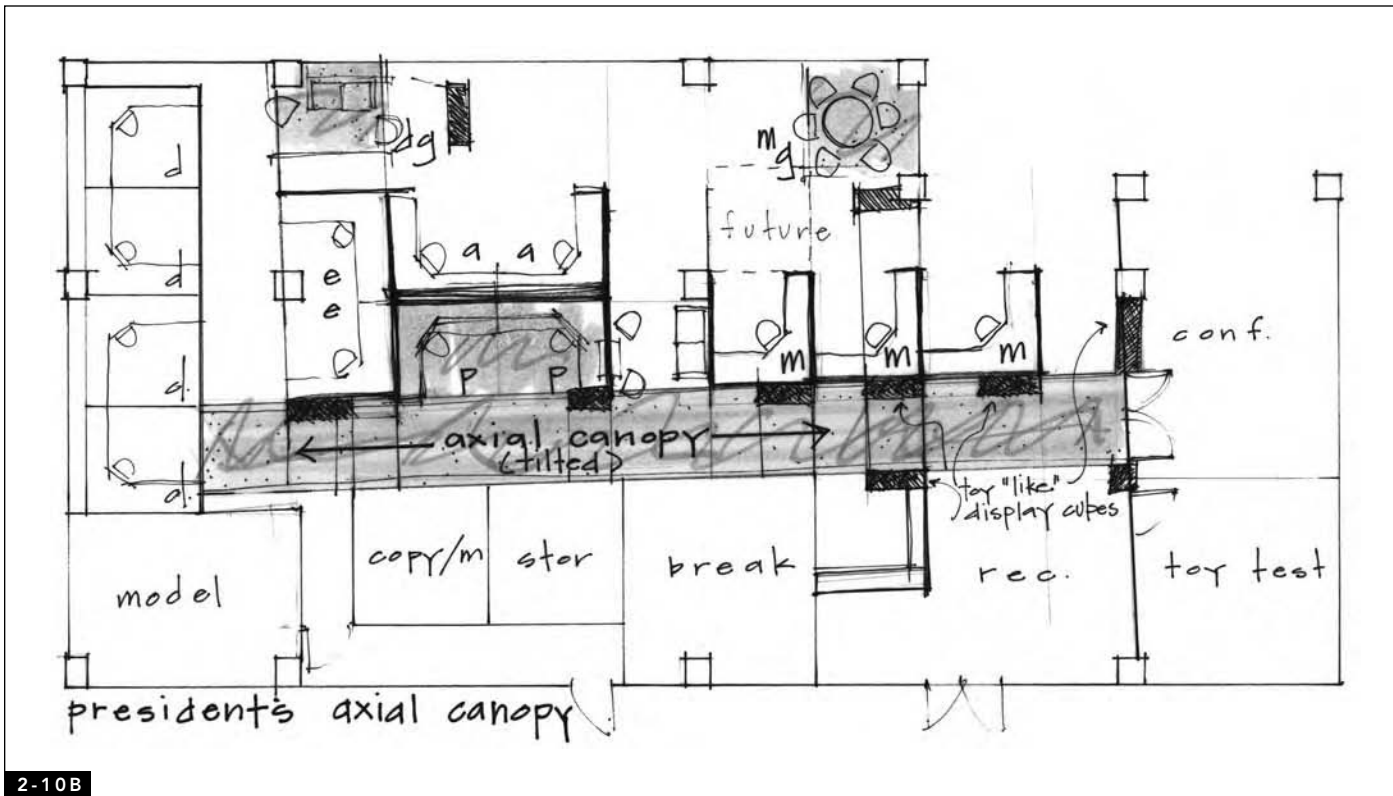 dg
mg
d
future
a a
d
e
e
conf.
d
m
m
m
p
p
axial canopy
(tilted)
d
toy "like"
display cubes
copy/m
stor
break
rec.
toy test
model
president's axial canopy
2-10B